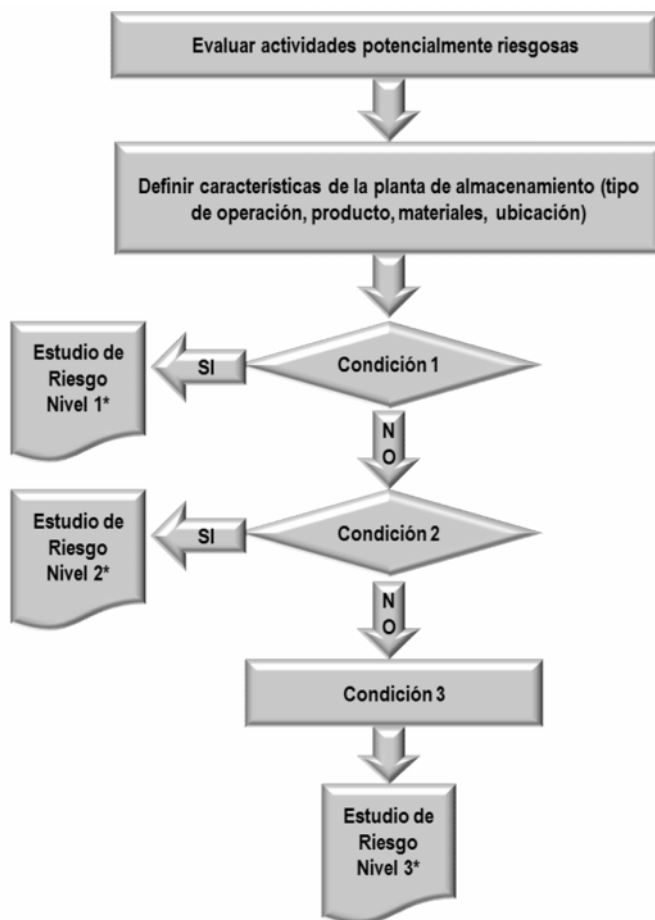 Evaluar actividades potencialmente riesgosas
Definir características de la planta de almacenamiento (tipo
de operación, producto, materiales, ubicación)
Estudio de
Riesgo
Nivel 1*
SI
Condición 1
N
O
Estudio de
Riesgo
Nivel 2*
SI
Condición 2
N
O
Condición 3
Estudio de
Riesgo
Nivel 3*